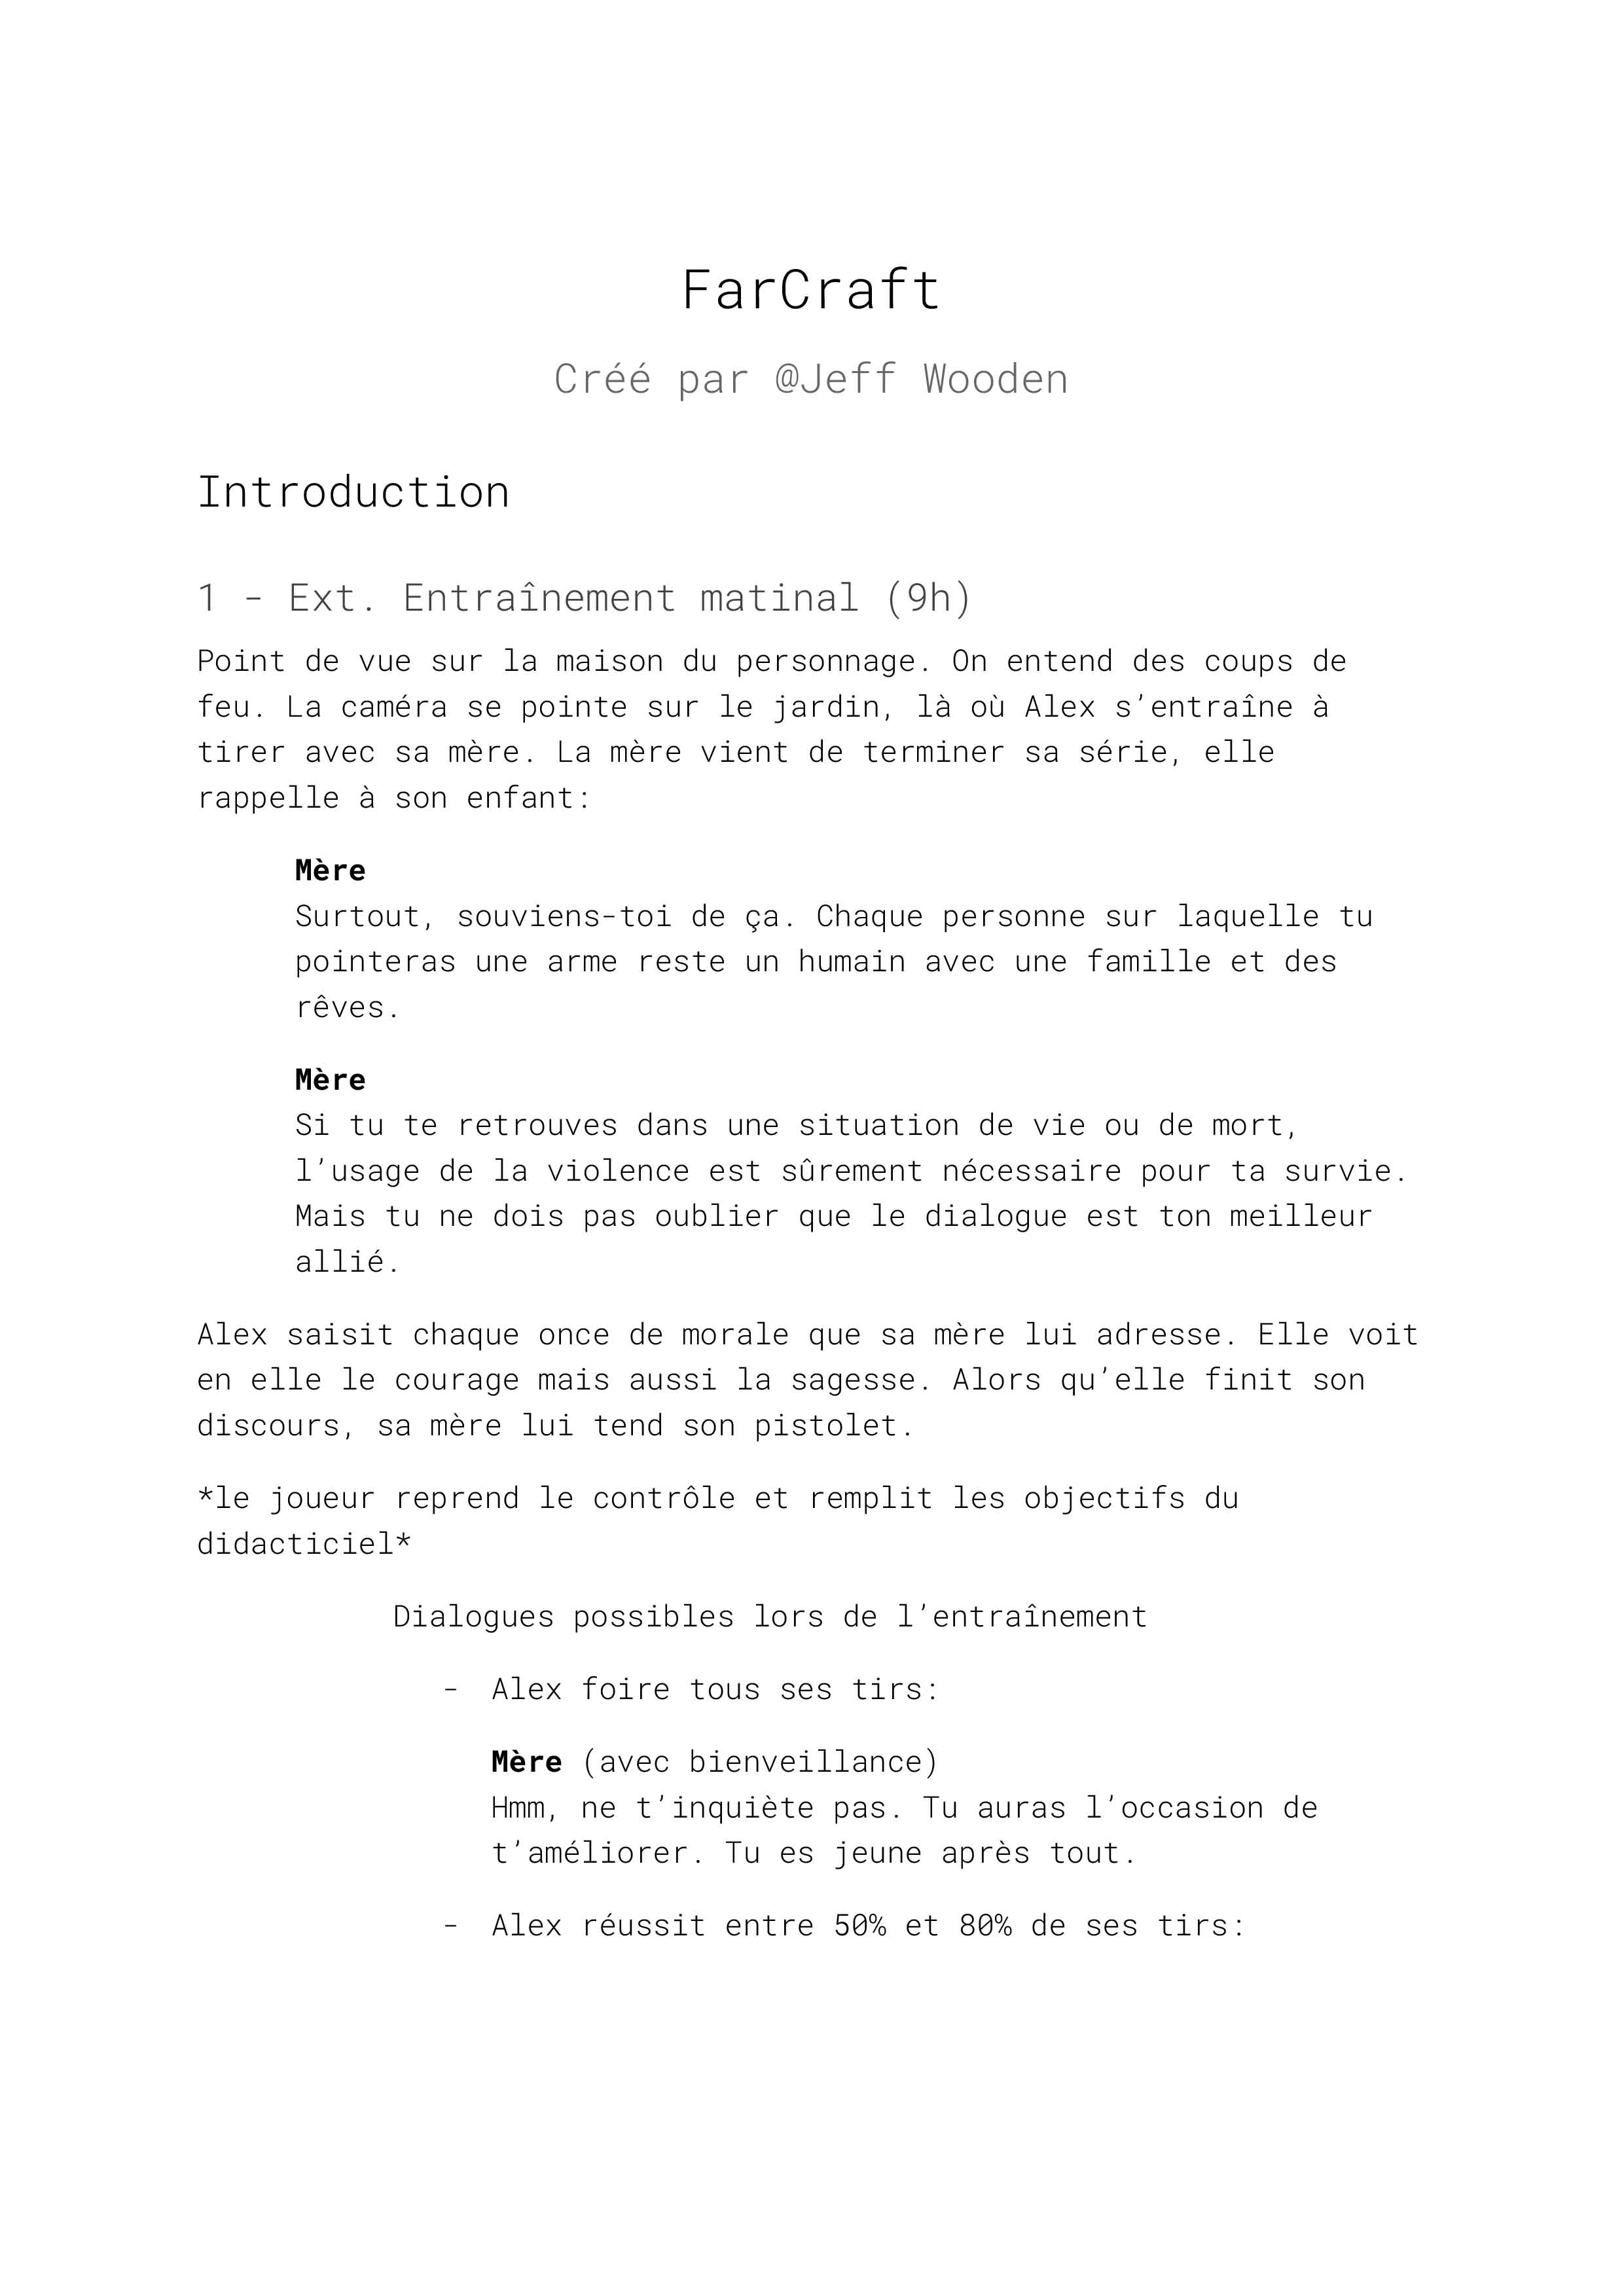 FarCraft
Créé par @Jeff Wooden
Introduction
1 - Ext. Entraînement matinal (9h)
Point de vue sur la maison du personnage. On entend des coups de
feu. La caméra se pointe sur le jardin, là où Alex s’entraîne à
tirer avec sa mère. La mère vient de terminer sa série, elle
rappelle à son enfant:
Mère
Surtout, souviens-toi de ça. Chaque personne sur laquelle tu
pointeras une arme reste un humain avec une famille et des
rêves.
Mère
Si tu te retrouves dans une situation de vie ou de mort,
l’usage de la violence est sûrement nécessaire pour ta survie.
Mais tu ne dois pas oublier que le dialogue est ton meilleur
allié.
Alex saisit chaque once de morale que sa mère lui adresse. Elle voit
en elle le courage mais aussi la sagesse. Alors qu’elle finit son
discours, sa mère lui tend son pistolet.
*le joueur reprend le contrôle et remplit les objectifs du
didacticiel*
Dialogues possibles lors de l’entraînement
- Alex foire tous ses tirs:
Mère (avec bienveillance)
Hmm, ne t’inquiète pas. Tu auras l’occasion de
t’améliorer. Tu es jeune après tout.
- Alex réussit entre 50% et 80% de ses tirs: